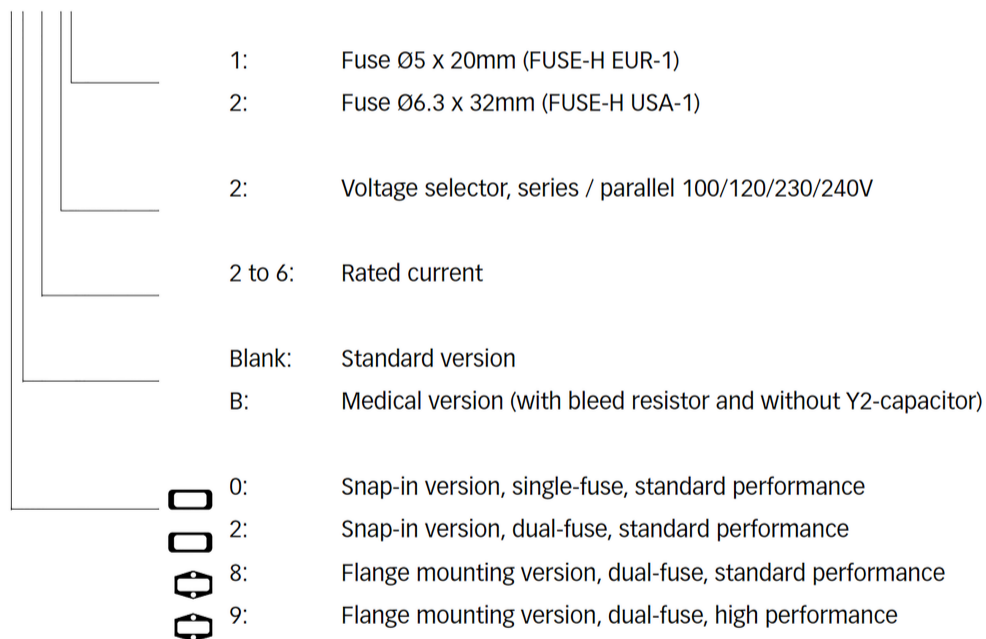 1: Fuse Ø5 x 20mm (FUSE-H EUR-1)
2: Fuse Ø6.3 x 32mm (FUSE-H USA-1)
2: Voltage selector, series / parallel 100/120/230/240V
2 to 6: Rated current
Blank: Standard version
B: Medical version (with bleed resistor and without Y2-capacitor)
0: Snap-in version, single-fuse, standard performance
2: Snap-in version, dual-fuse, standard performance
8: Flange mounting version, dual-fuse, standard performance
9: Flange mounting version, dual-fuse, high performance